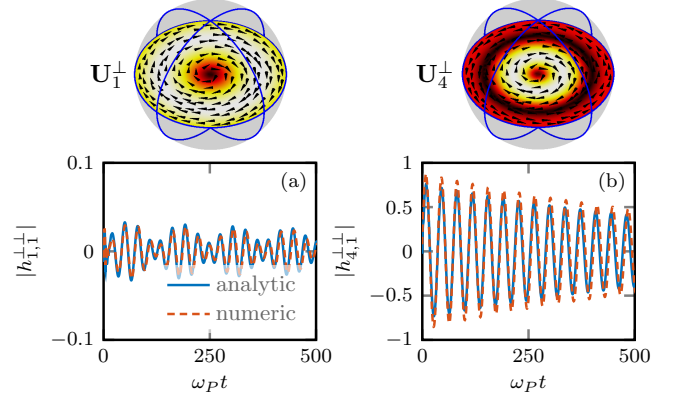 U₁^⊥ U₄^⊥
0.1 (a) 1 (b)
0.5
|h₁,₁^⊥⊥| 0 |h₄,₁^⊥⊥| 0
analytic
−0.5
numeric
−0.1 −1
0 250 500 0 250 500
ω_P t ω_P t